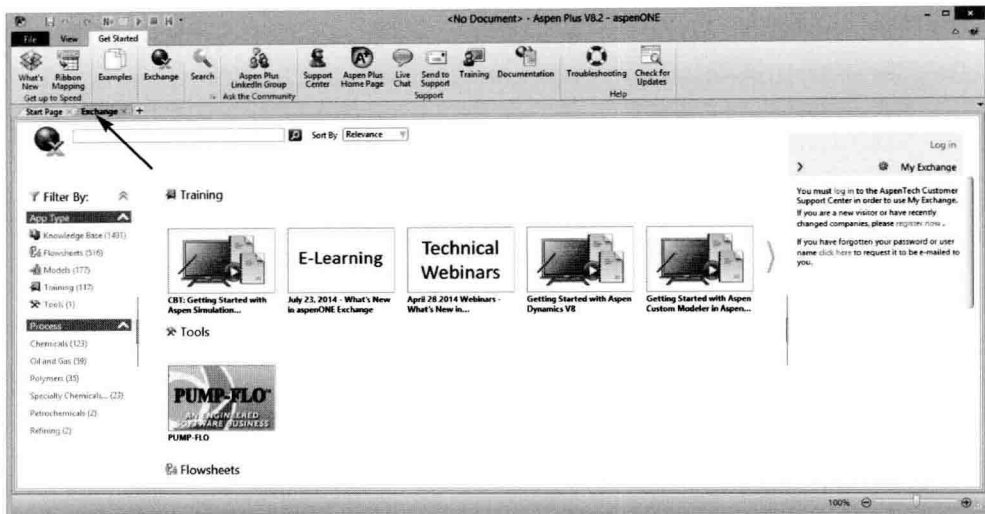 <No Document> - Aspen Plus V8.2 - aspenONE
File View Get Started
What's New
Ribbon Mapping
Examples
Exchange
Search
Aspen Plus LinkedIn Group
Support Center
Aspen Plus Home Page
Live Chat
Send to Support
Training
Documentation
Troubleshooting
Check for Updates
Get up to Speed
Ask the Community
Support
Help
Start Page Exchange +
Sort By Relevance
Log in
My Exchange
You must log in to the AspenTech Customer
Support Center in order to use My Exchange.
If you are a new visitor or have recently
changed companies, please register now .
If you have forgotten your password or user
name click here to request it to be e-mailed to
you.
Filter By:
App Type
Knowledge Base (1491)
Flowsheets (516)
Models (177)
Training (117)
Tools (1)
Process
Chemicals (123)
Oil and Gas (59)
Polymers (35)
Specialty Chemicals... (23)
Petrochemicals (2)
Refining (2)
Training
CBT: Getting Started with
Aspen Simulation...
E-Learning
July 23, 2014 - What's New
in aspenONE Exchange
Technical
Webinars
April 28 2014 Webinars -
What's New in...
Getting Started with Aspen
Dynamics V8
Getting Started with Aspen
Custom Modeler in Aspen...
Tools
PUMP-FLO™
AN ENGINEERED
SOFTWARE BUSINESS
PUMP-FLO
Flowsheets
100%